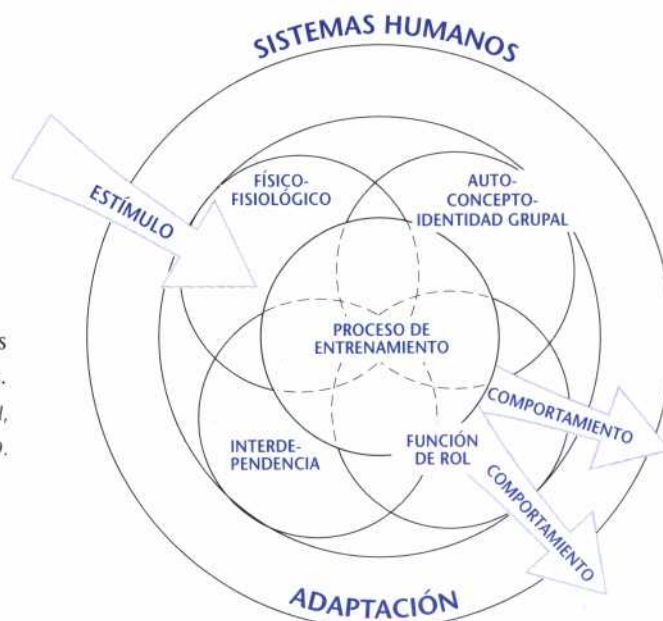 SISTEMAS HUMANOS
ESTÍMULO
FÍSICO-
FISIOLÓGICO
AUTO-
CONCEPTO-
IDENTIDAD GRUPAL
PROCESO DE
ENTRENAMIENTO
INTERDE-
PENDENCIA
FUNCIÓN
DE ROL
COMPORTAMIENTO
COMPORTAMIENTO
ADAPTACIÓN